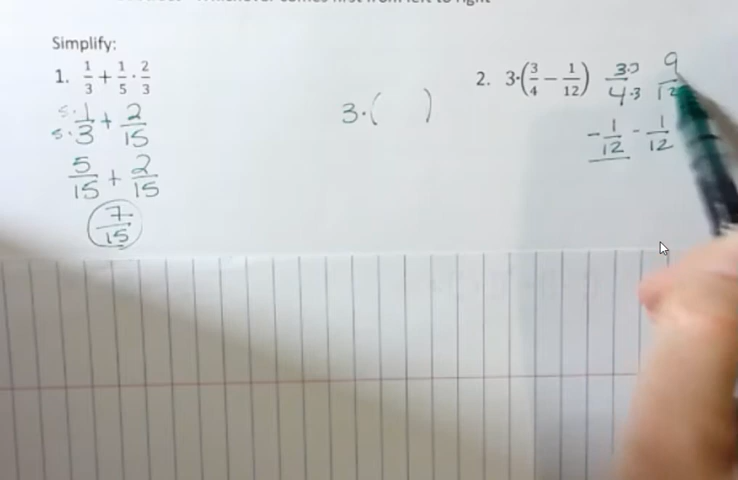 Simplify:
1. 1/3 + 1/5 · 2/3
5·1/5·3 + 2/15
5/15 + 2/15
7/15
3·( )
2. 3·(3/4 − 1/12)
3·3/4·3 9/12
− 1/12 − 1/12